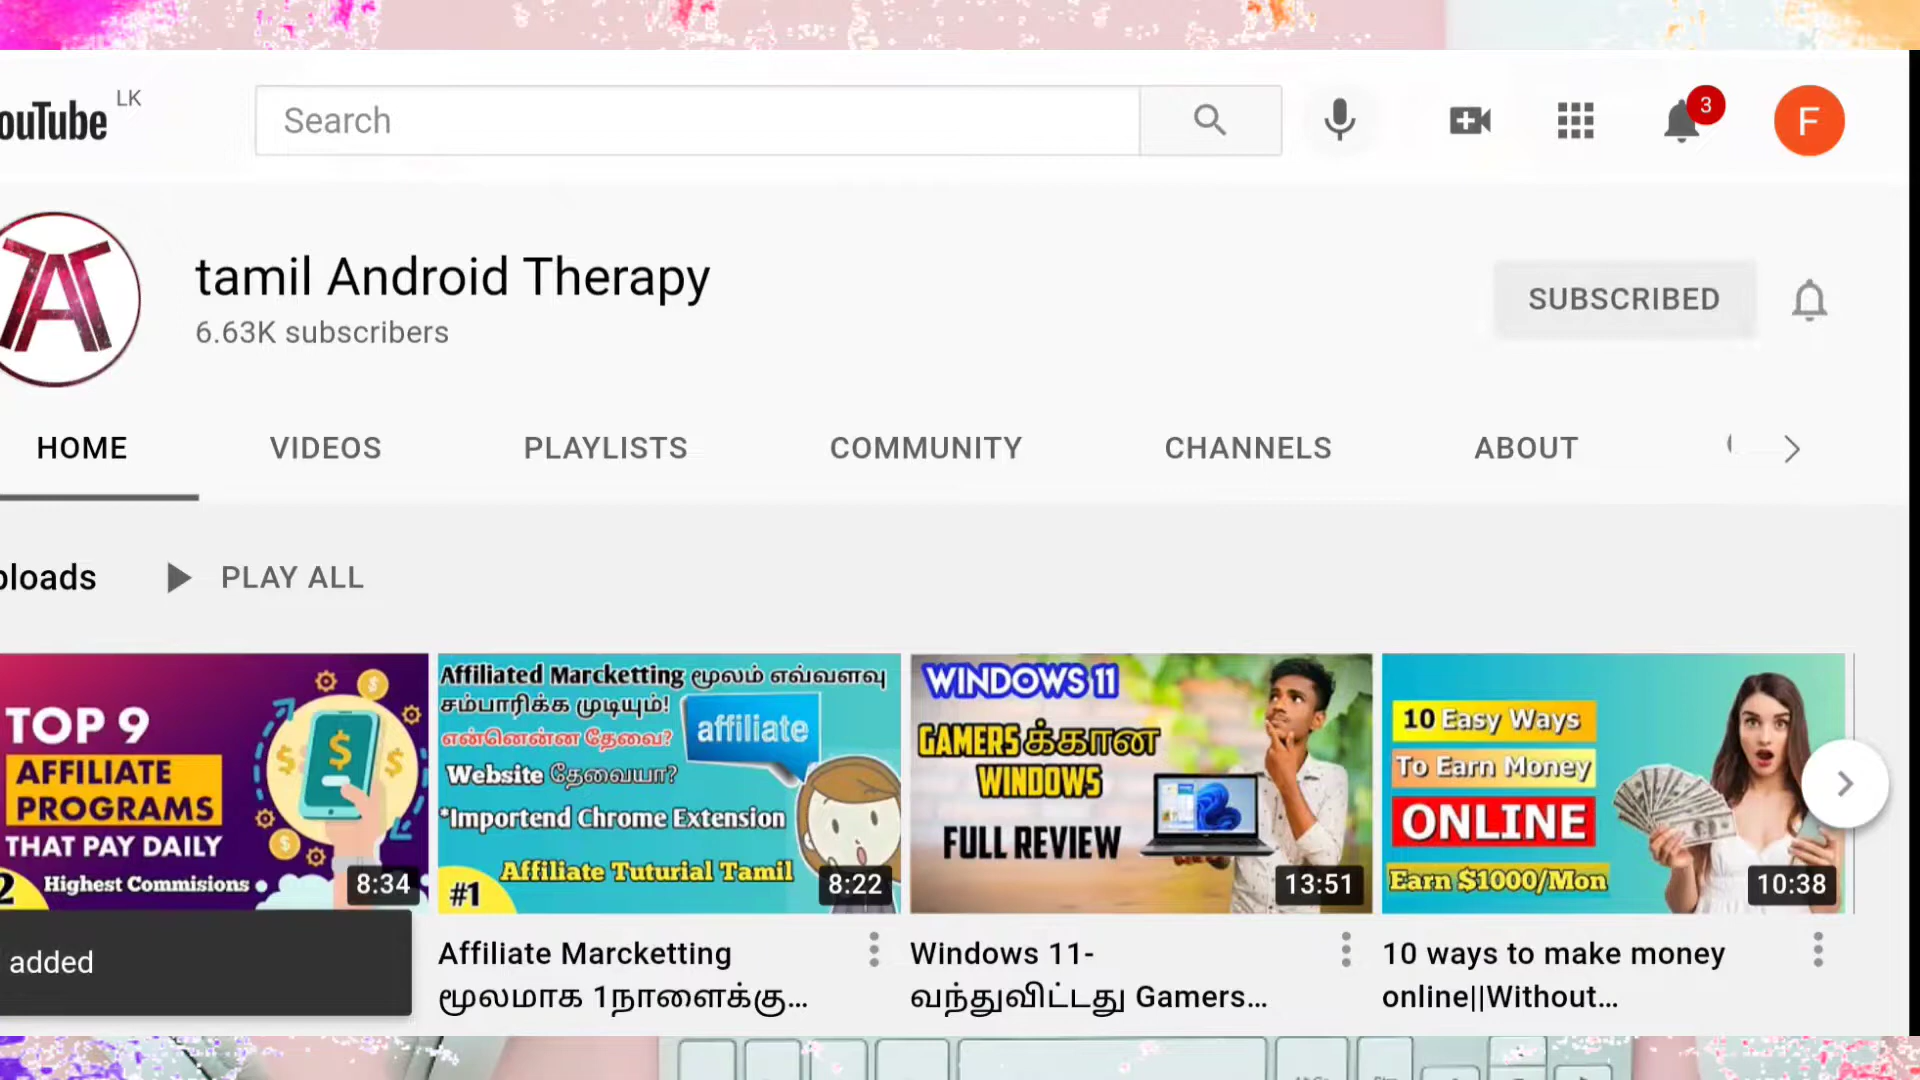 ouTube LK
Search
3
F
tamil Android Therapy
6.63K subscribers
SUBSCRIBED
HOME
VIDEOS
PLAYLISTS
COMMUNITY
CHANNELS
ABOUT
ploads
PLAY ALL
TOP 9
AFFILIATE
PROGRAMS
THAT PAY DAILY
2 Highest Commisions
8:34
Affiliated Marcketting மூலம் எவ்வளவு
சம்பாரிக்க முடியும்!
என்னென்ன தேவை?
affiliate
Website தேவையா?
*Importend Chrome Extension
Affiliate Tuturial Tamil
#1
8:22
WINDOWS 11
GAMERSக்கான
WINDOWS
FULL REVIEW
13:51
10 Easy Ways
To Earn Money
ONLINE
Earn $1000/Mon
10:38
added
Affiliate Marcketting
மூலமாக 1நாளைக்கு...
Windows 11-
வந்துவிட்டது Gamers...
10 ways to make money
online||Without...